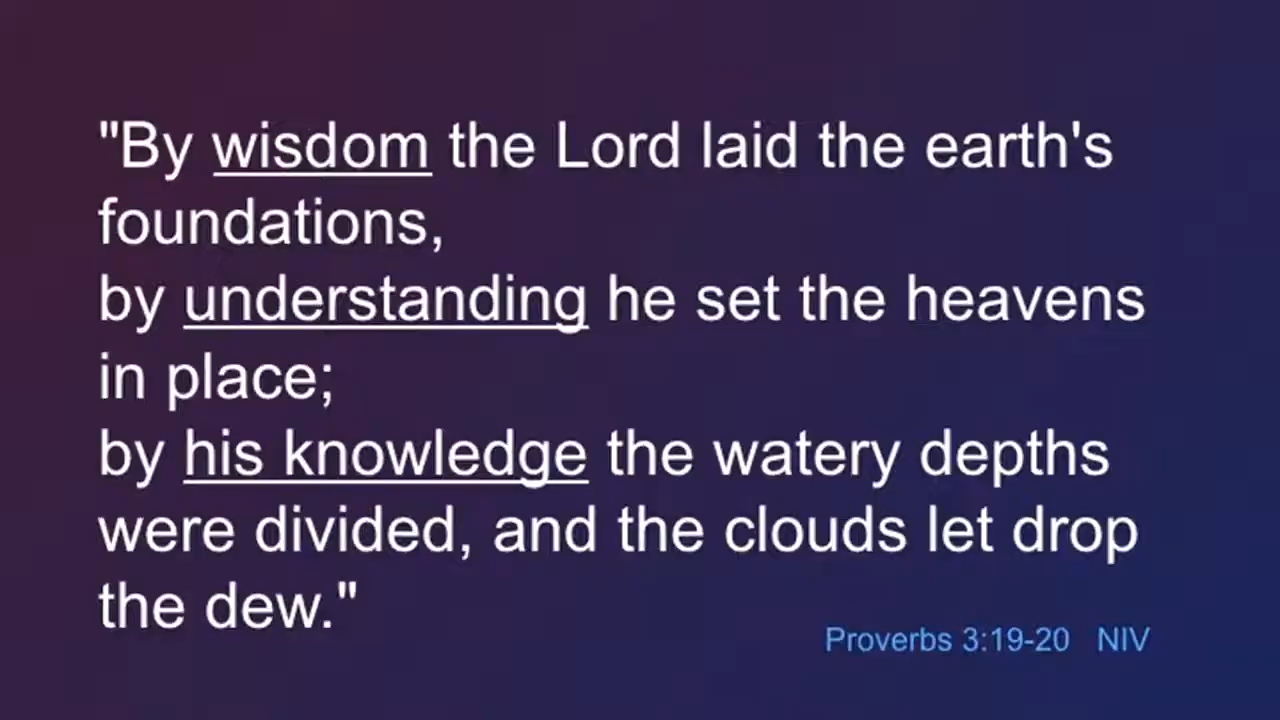 "By wisdom the Lord laid the earth's
foundations,
by understanding he set the heavens
in place;
by his knowledge the watery depths
were divided, and the clouds let drop
the dew."
Proverbs 3:19-20 NIV